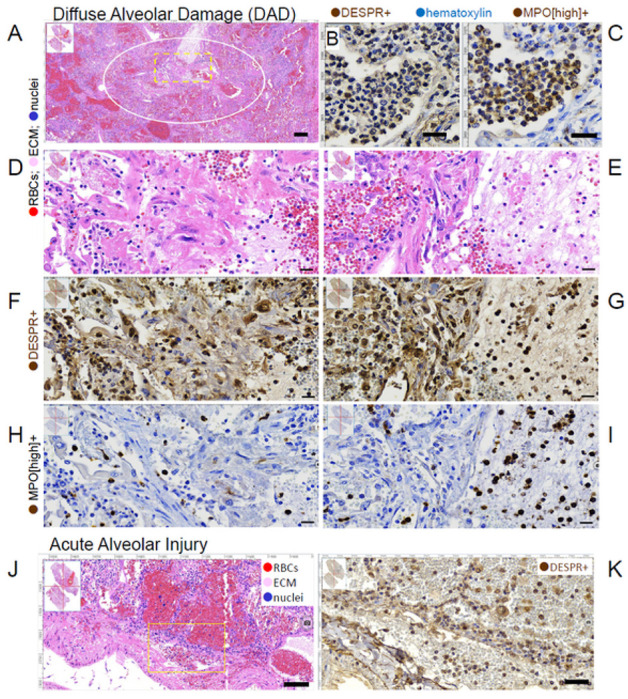 Diffuse Alveolar Damage (DAD)
DESPR+ hematoxylin MPO[high]+
A
B
C
RBCs; ECM; nuclei
D
E
F
DESPR+
G
H
MPO[high]+
I
Acute Alveolar Injury
J
RBCs
ECM
nuclei
DESPR+
K